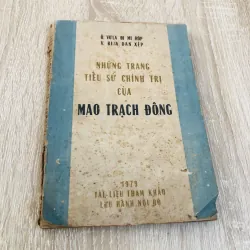 NHỮNG TRANG
TIỂU SỬ CHÍNH TRỊ
CỦA
MAO TRẠCH ĐÔNG
1979
TÀI LIỆU THAM KHẢO
LƯU HÀNH NỘI BỘ